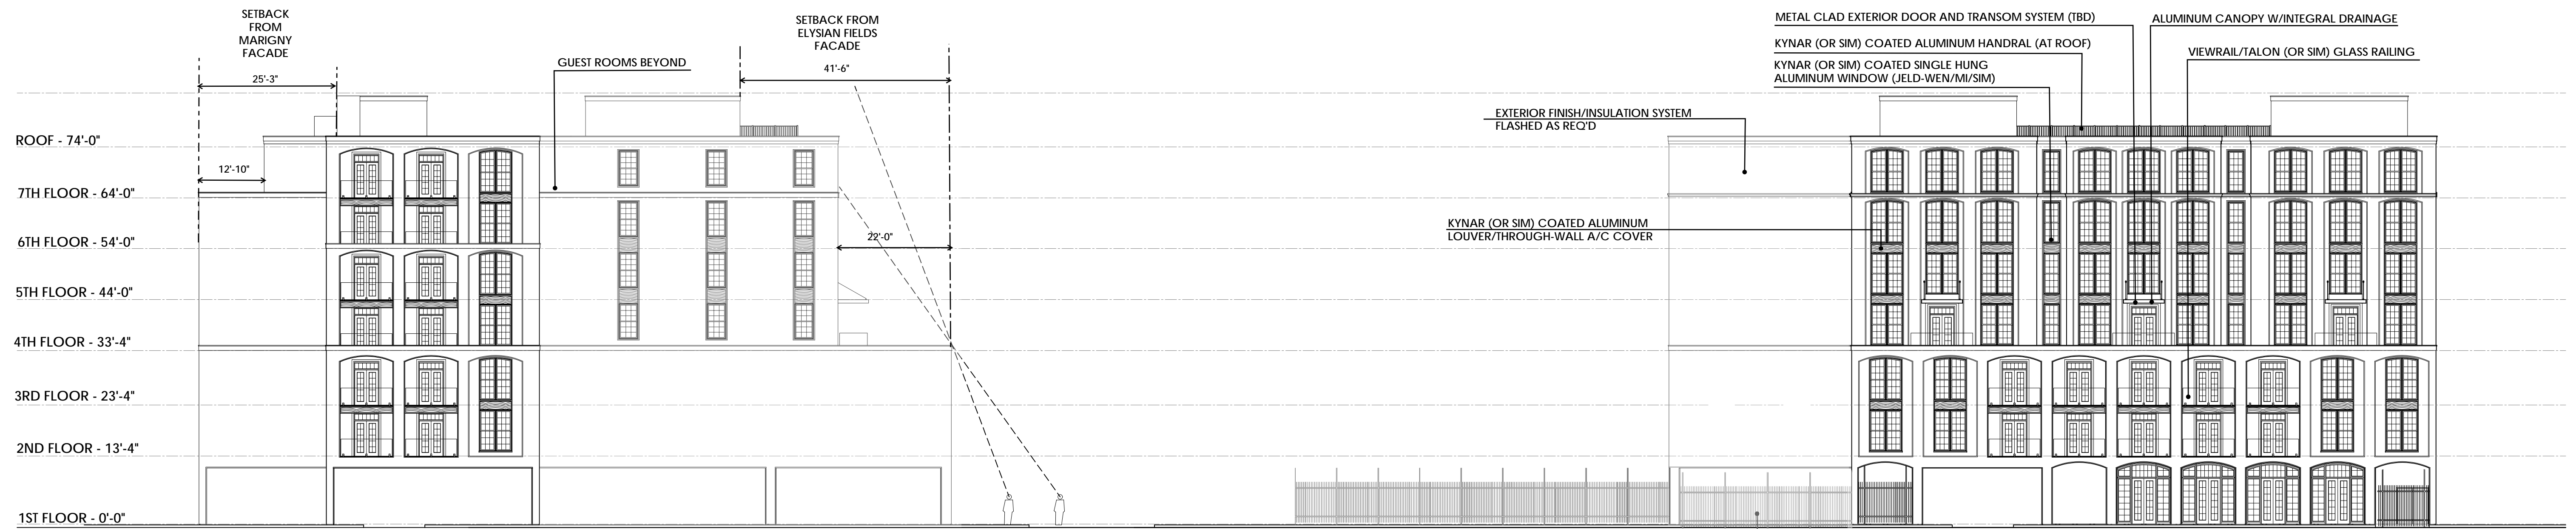 SETBACK
FROM
MARIGNY
FACADE
25'-3"
12'-10"
GUEST ROOMS BEYOND
SETBACK FROM
ELYSIAN FIELDS
FACADE
41'-6"
22'-0"
ROOF - 74'-0"
7TH FLOOR - 64'-0"
6TH FLOOR - 54'-0"
5TH FLOOR - 44'-0"
4TH FLOOR - 33'-4"
3RD FLOOR - 23'-4"
2ND FLOOR - 13'-4"
1ST FLOOR - 0'-0"
METAL CLAD EXTERIOR DOOR AND TRANSOM SYSTEM (TBD)
KYNAR (OR SIM) COATED ALUMINUM HANDRAL (AT ROOF)
KYNAR (OR SIM) COATED SINGLE HUNG
ALUMINUM WINDOW (JELD-WEN/MI/SIM)
ALUMINUM CANOPY W/INTEGRAL DRAINAGE
VIEWRAIL/TALON (OR SIM) GLASS RAILING
EXTERIOR FINISH/INSULATION SYSTEM
FLASHED AS REQ'D
KYNAR (OR SIM) COATED ALUMINUM
LOUVER/THROUGH-WALL A/C COVER